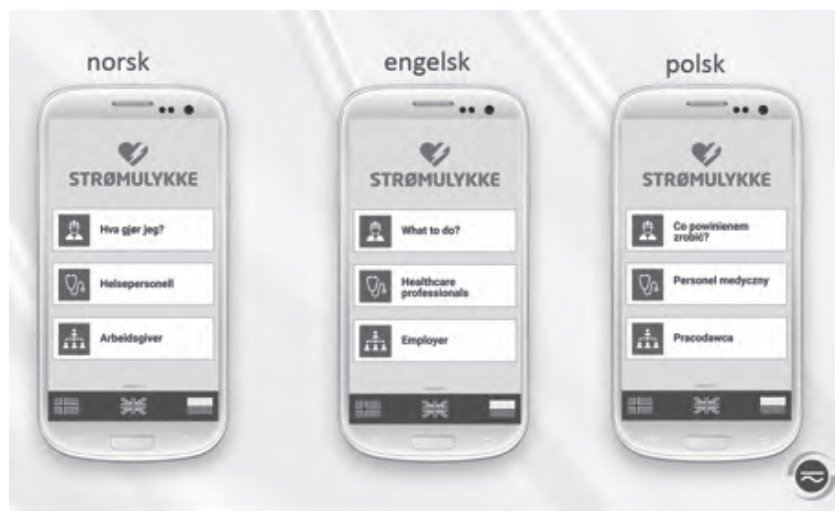 norsk
STRØMULYKKE
Hva gjør jeg?
Helsepersonell
Arbeidsgiver
engelsk
STRØMULYKKE
What to do?
Healthcare
professionals
Employer
polsk
STRØMULYKKE
Co powinienem
zrobić?
Personel medyczny
Pracodawca